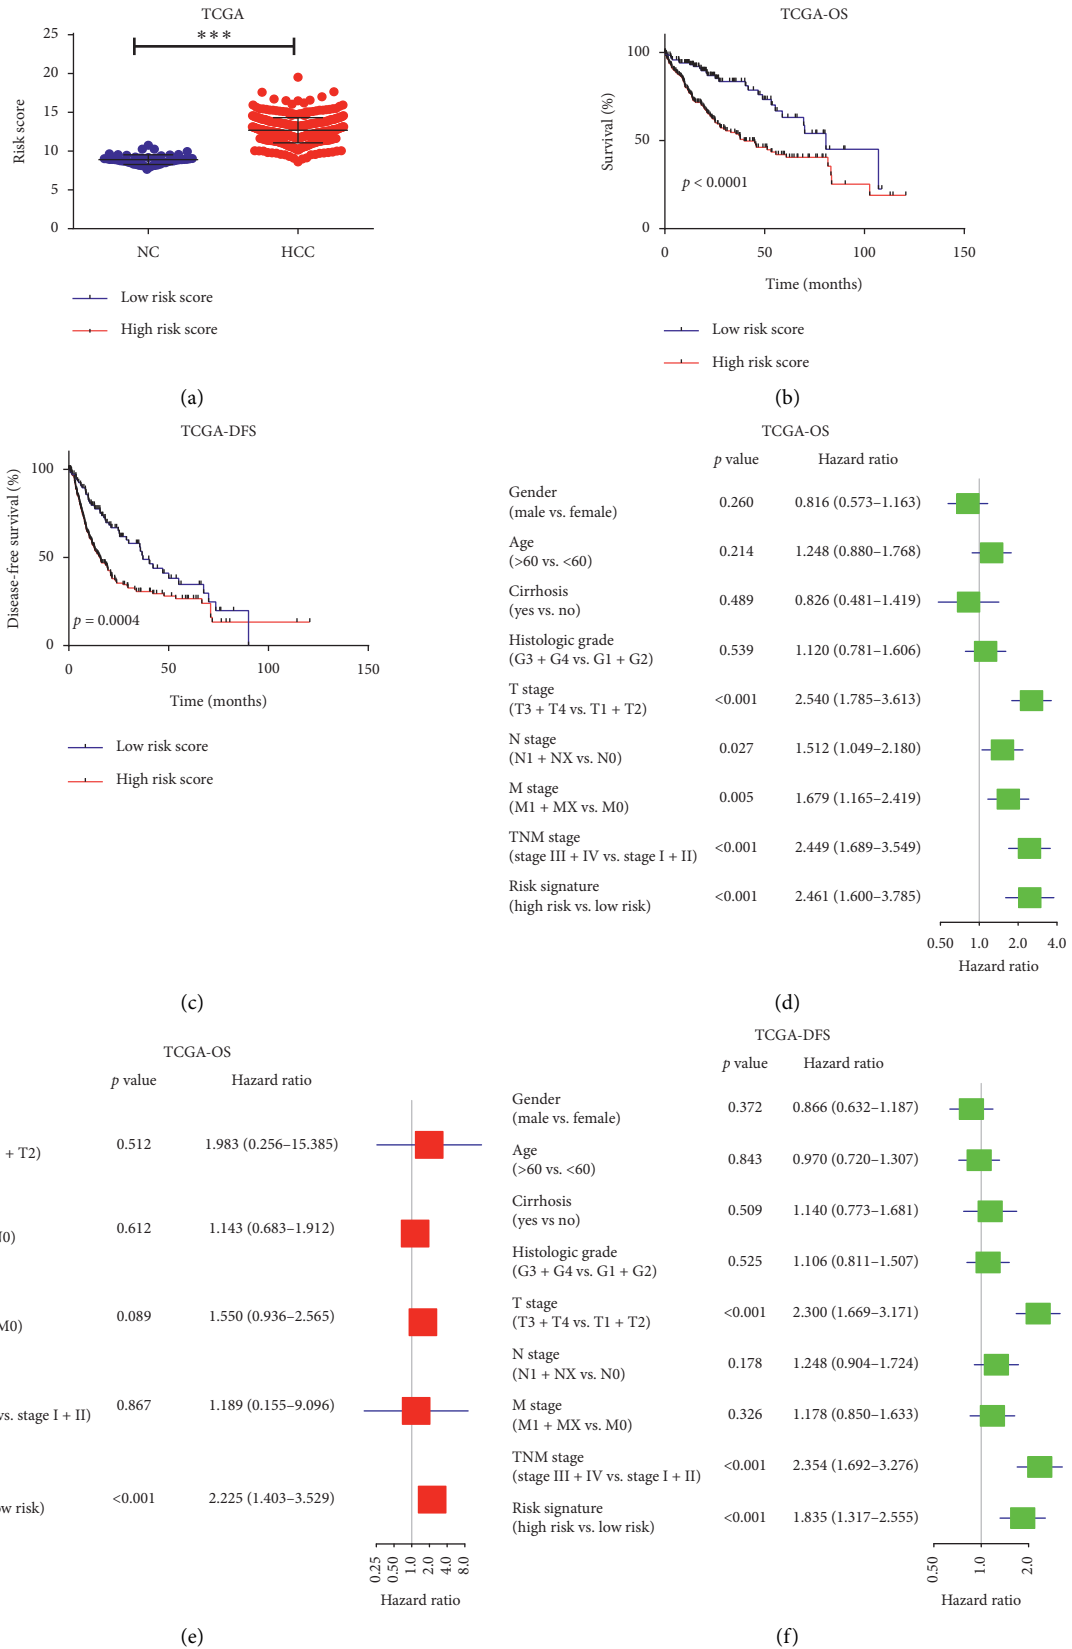 TCGA
25
20
15
10
5
0
Risk score
***
NC
HCC
Low risk score
High risk score
(a)
TCGA-OS
100
50
0
Survival (%)
p < 0.0001
0
50
100
150
Time (months)
Low risk score
High risk score
(b)
TCGA-DFS
100
50
0
Disease-free survival (%)
p = 0.0004
0
50
100
150
Time (months)
Low risk score
High risk score
(c)
TCGA-OS
p value Hazard ratio
Gender
(male vs. female) 0.260 0.816 (0.573–1.163)
Age
(>60 vs. <60) 0.214 1.248 (0.880–1.768)
Cirrhosis
(yes vs. no) 0.489 0.826 (0.481–1.419)
Histologic grade
(G3 + G4 vs. G1 + G2) 0.539 1.120 (0.781–1.606)
T stage
(T3 + T4 vs. T1 + T2) <0.001 2.540 (1.785–3.613)
N stage
(N1 + NX vs. N0) 0.027 1.512 (1.049–2.180)
M stage
(M1 + MX vs. M0) 0.005 1.679 (1.165–2.419)
TNM stage
(stage III + IV vs. stage I + II) <0.001 2.449 (1.689–3.549)
Risk signature
(high risk vs. low risk) <0.001 2.461 (1.600–3.785)
0.50 1.0 2.0 4.0
Hazard ratio
(d)
TCGA-OS
p value Hazard ratio
+ T2) 0.512 1.983 (0.256–15.385)
0) 0.612 1.143 (0.683–1.912)
M0) 0.089 1.550 (0.936–2.565)
vs. stage I + II) 0.867 1.189 (0.155–9.096)
w risk) <0.001 2.225 (1.403–3.529)
0.25 0.50 1.0 2.0 4.0 8.0
Hazard ratio
(e)
TCGA-DFS
p value Hazard ratio
Gender
(male vs. female) 0.372 0.866 (0.632–1.187)
Age
(>60 vs. <60) 0.843 0.970 (0.720–1.307)
Cirrhosis
(yes vs no) 0.509 1.140 (0.773–1.681)
Histologic grade
(G3 + G4 vs. G1 + G2) 0.525 1.106 (0.811–1.507)
T stage
(T3 + T4 vs. T1 + T2) <0.001 2.300 (1.669–3.171)
N stage
(N1 + NX vs. N0) 0.178 1.248 (0.904–1.724)
M stage
(M1 + MX vs. M0) 0.326 1.178 (0.850–1.633)
TNM stage
(stage III + IV vs. stage I + II) <0.001 2.354 (1.692–3.276)
Risk signature
(high risk vs. low risk) <0.001 1.835 (1.317–2.555)
0.50 1.0 2.0
Hazard ratio
(f)